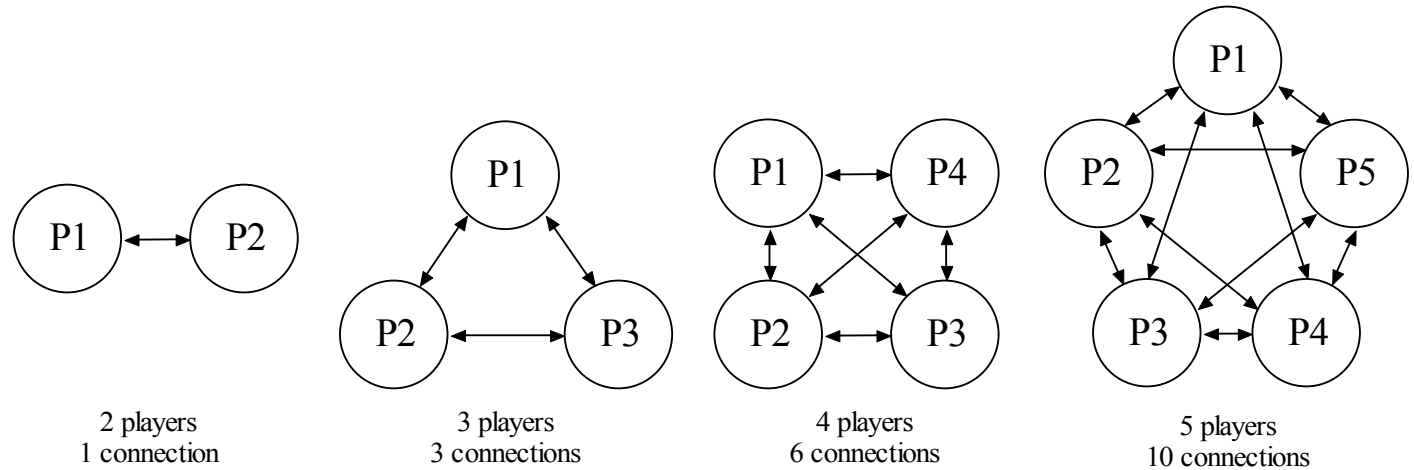 P1
P2
2 players
1 connection
P1
P2
P3
3 players
3 connections
P1
P4
P2
P3
4 players
6 connections
P1
P2
P5
P3
P4
5 players
10 connections